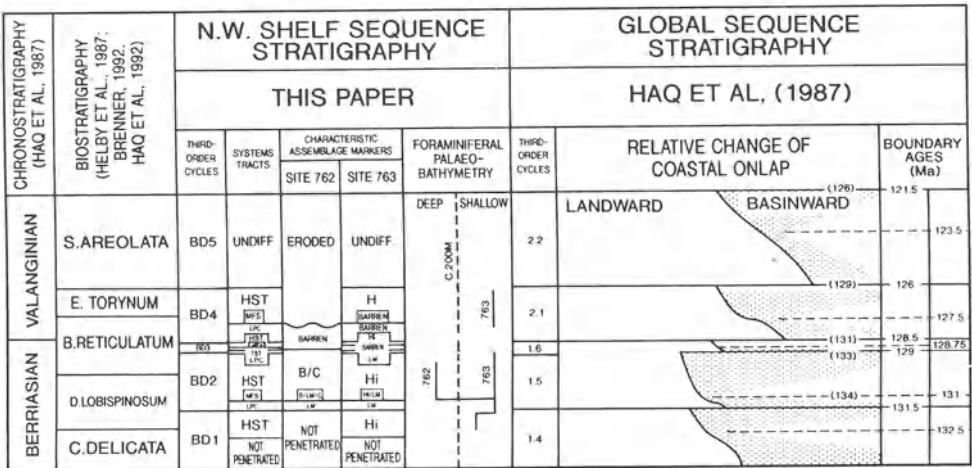 CHRONOSTRATIGRAPHY
(HAQ ET AL, 1987)
BIOSTRATIGRAPHY
(HELBY ET AL., 1987;
BRENNER, 1992.
HAQ ET AL, 1992)
N.W. SHELF SEQUENCE
STRATIGRAPHY
GLOBAL SEQUENCE
STRATIGRAPHY
THIS PAPER
HAQ ET AL, (1987)
THIRD-
ORDER
CYCLES
SYSTEMS
TRACTS
CHARACTERISTIC
ASSEMBLAGE MARKERS
SITE 762
SITE 763
FORAMINIFERAL
PALAEO-
BATHYMETRY
THIRD-
ORDER
CYCLES
RELATIVE CHANGE OF
COASTAL ONLAP
BOUNDARY
AGES
(Ma)
DEEP
SHALLOW
C.200M
LANDWARD
BASINWARD
(126)
121.5
VALANGINIAN
S.AREOLATA
BD5
UNDIFF
ERODED
UNDIFF
2.2
123.5
(129)
126
E. TORYNUM
BD4
HST
MFS
LPC
H
BARREN
BARREN
763
2.1
127.5
(131)
128.5
B.RETICULATUM
HST
BARREN
Hi
BARREN
LM
TST
LPC
1.6
128.75
(133)
129
BERRIASIAN
D.LOBISPINOSUM
BD2
HST
MFS
LPC
B/C
LM
Hi
Hi/LM
LM
762
763
1.5
(134)
131
131.5
C.DELICATA
BD1
HST
NOT
PENETRATED
NOT
PENETRATED
Hi
NOT
PENETRATED
1.4
132.5